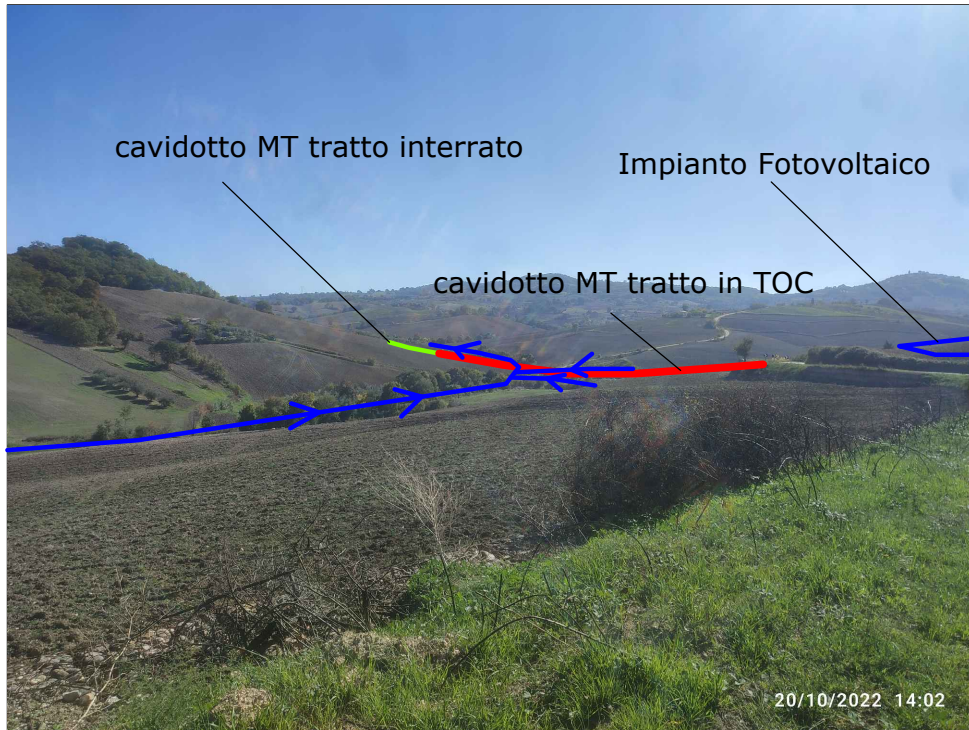 cavidotto MT tratto interrato
Impianto Fotovoltaico
cavidotto MT tratto in TOC
20/10/2022 14:02